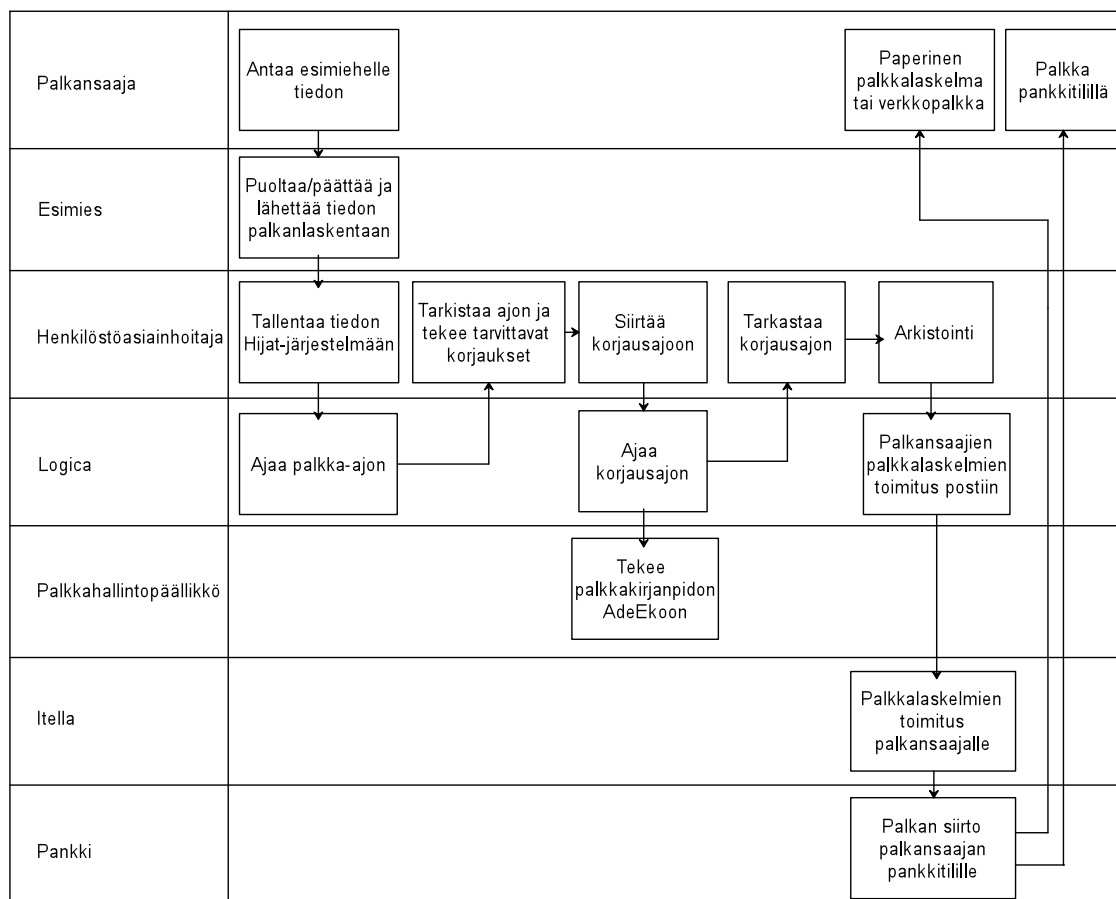 Palkansaaja
Antaa esimiehelle
tiedon
Paperinen
palkkalaskelma
tai verkkopalkka
Palkka
pankkitilillä
Esimies
Puoltaa/päättää ja
lähettää tiedon
palkanlaskentaan
Henkilöstöasiainhoitaja
Tallentaa tiedon
Hijat-järjestelmään
Tarkistaa ajon ja
tekee tarvittavat
korjaukset
Siirtää
korjausajoon
Tarkastaa
korjausajon
Arkistointi
Logica
Ajaa palkka-ajon
Ajaa
korjausajon
Palkansaajien
palkkalaskelmien
toimitus postiin
Palkkahallintopäällikkö
Tekee
palkkakirjanpidon
AdeEkoon
Itella
Palkkalaskelmien
toimitus
palkansaajalle
Pankki
Palkan siirto
palkansaajan
pankkitilille